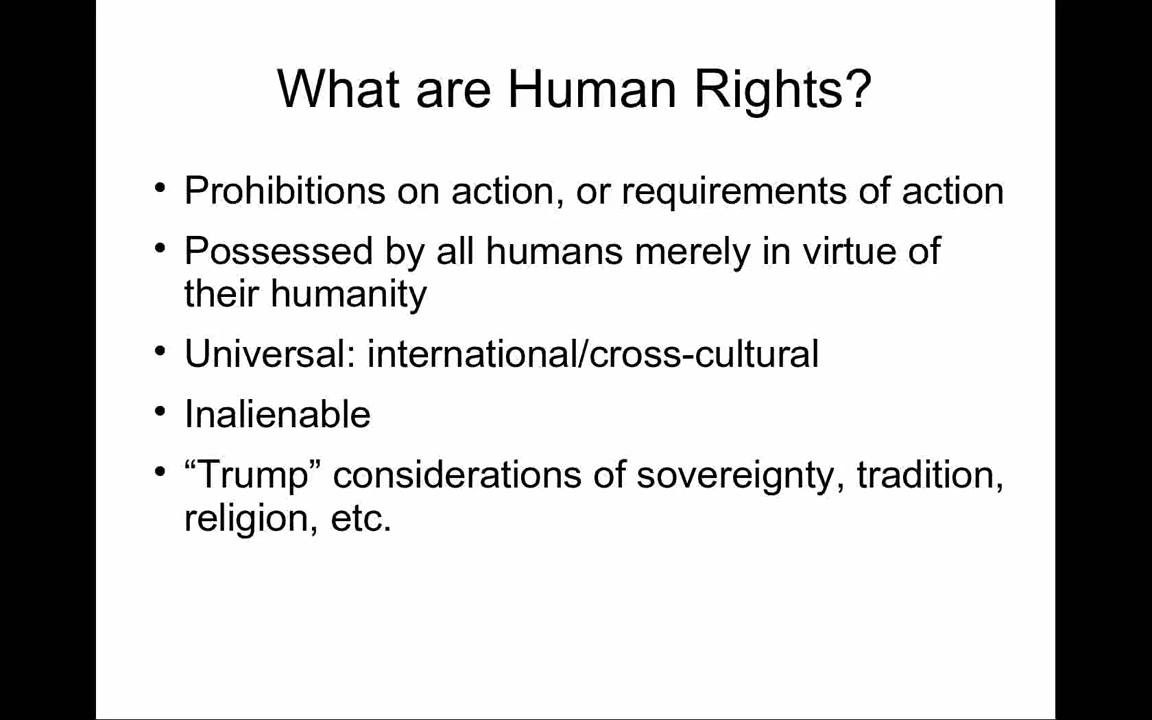 What are Human Rights?
• Prohibitions on action, or requirements of action
• Possessed by all humans merely in virtue of
their humanity
• Universal: international/cross-cultural
• Inalienable
• “Trump” considerations of sovereignty, tradition,
religion, etc.